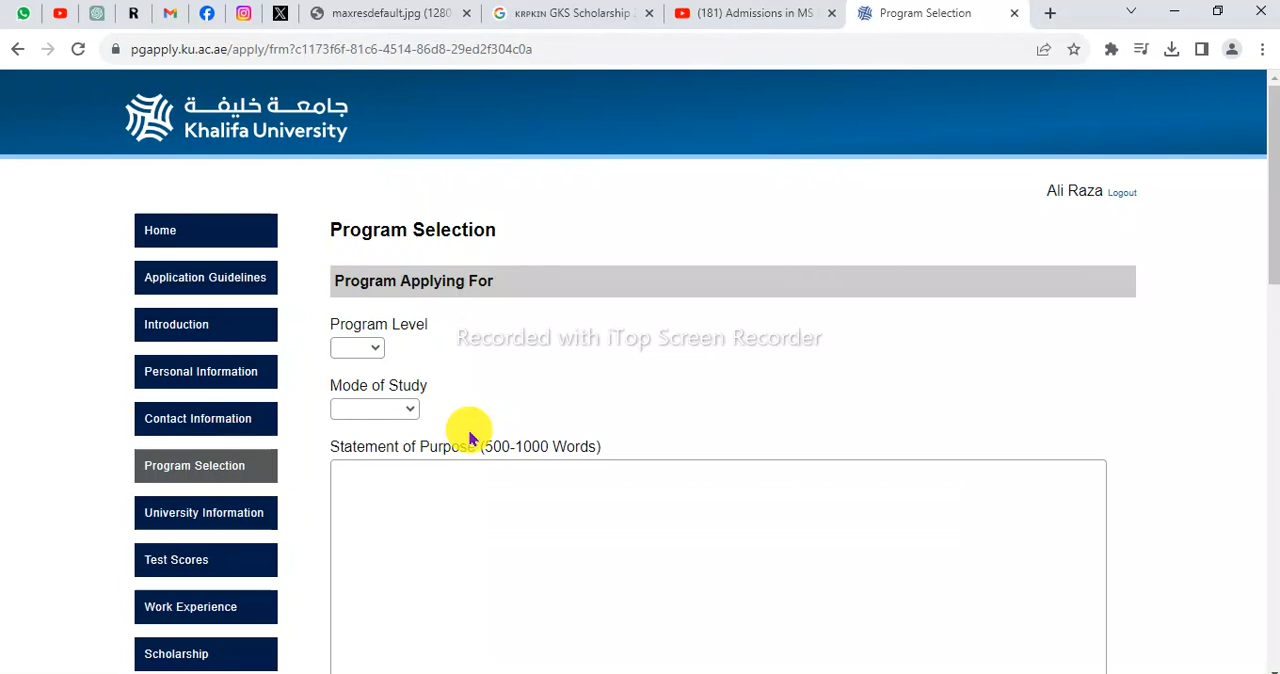 maxresdefault.jpg (1280
KRPKIN GKS Scholarship 2
(181) Admissions in MS
Program Selection
pgapply.ku.ac.ae/apply/frm?c1173f6f-81c6-4514-86d8-29ed2f304c0a
جامعة خليفة
Khalifa University
Ali Raza Logout
Home
Application Guidelines
Introduction
Personal Information
Contact Information
Program Selection
University Information
Test Scores
Work Experience
Scholarship
Program Selection
Program Applying For
Program Level
Recorded with iTop Screen Recorder
Mode of Study
Statement of Purpose (500-1000 Words)